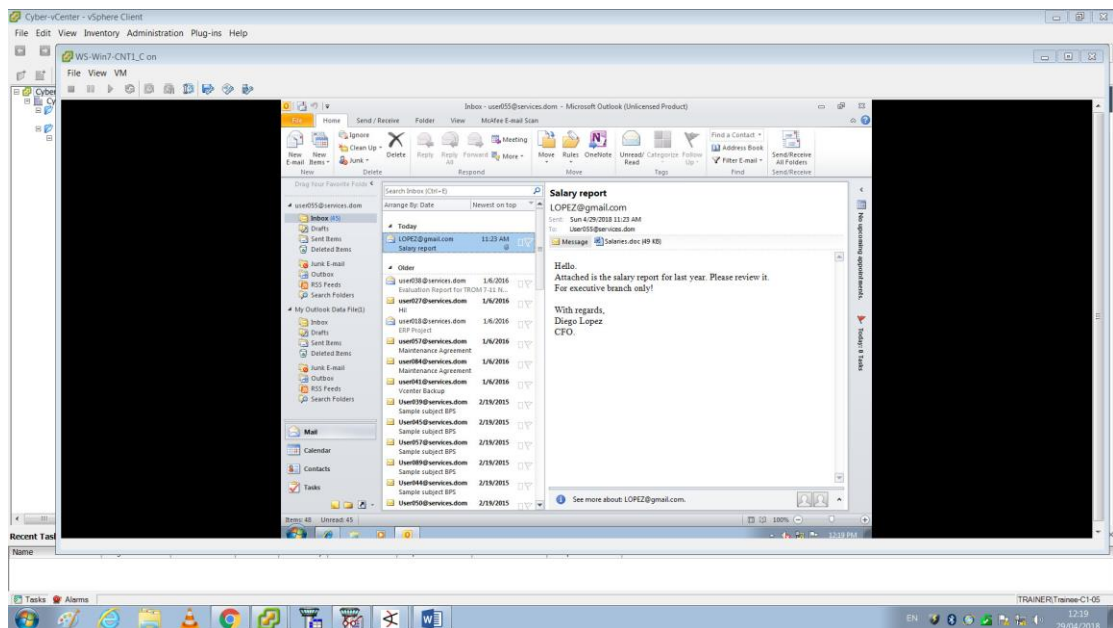 Cyber-vCenter - vSphere Client
File Edit View Inventory Administration Plug-ins Help
WS-Win7-CNT1_C on
File View VM
Inbox - user055@services.dom - Microsoft Outlook (Unlicensed Product)
File Home Send / Receive Folder View McAfee E-mail Scan
New E-mail
New Items
New
Ignore
Clean Up
Junk
Delete
Delete
Reply
Reply All
Forward
Meeting
More
Respond
Move
Rules
OneNote
Move
Unread/ Read
Categorize
Follow Up
Tags
Find a Contact
Address Book
Filter E-mail
Find
Send/Receive All Folders
Send/Receive
user055@services.dom
Inbox (45)
Drafts
Sent Items
Deleted Items
Junk E-mail
Outbox
RSS Feeds
Search Folders
My Outlook Data File(1)
Inbox
Drafts
Sent Items
Deleted Items
Junk E-mail
Outbox
RSS Feeds
Search Folders
Mail
Calendar
Contacts
Tasks
Search Inbox (Ctrl+E)
Arrange By: Date Newest on top
Today
LOPEZ@gmail.com 11:23 AM
Salary report
Older
user038@services.dom 1/6/2016
user027@services.dom 1/6/2016
Hi!
user018@services.dom 1/6/2016
ERP Project
user057@services.dom 1/6/2016
Maintenance Agreement
user084@services.dom 1/6/2016
Maintenance Agreement
user041@services.dom 1/6/2016
Vcenter Backup
User039@services.dom 2/19/2015
Sample subject BPS
User045@services.dom 2/19/2015
Sample subject BPS
User057@services.dom 2/19/2015
Sample subject BPS
User089@services.dom 2/19/2015
Sample subject BPS
User044@services.dom 2/19/2015
Sample subject BPS
User050@services.dom 2/19/2015
Salary report
LOPEZ@gmail.com
Sent: Sun 4/29/2018 11:23 AM
To: User055@services.dom
Message Salaries.doc (49 KB)
Hello.
Attached is the salary report for last year. Please review it.
For executive branch only!
With regards,
Diego Lopez
CFO.
See more about: LOPEZ@gmail.com.
No upcoming appointments.
Today: 0 Tasks
Items: 48 Unread: 45
100%
12:19 PM
Recent Tas
Name
Tasks Alarms
TRAINER\Trainee-C1-05
EN
12:19
29/04/2018